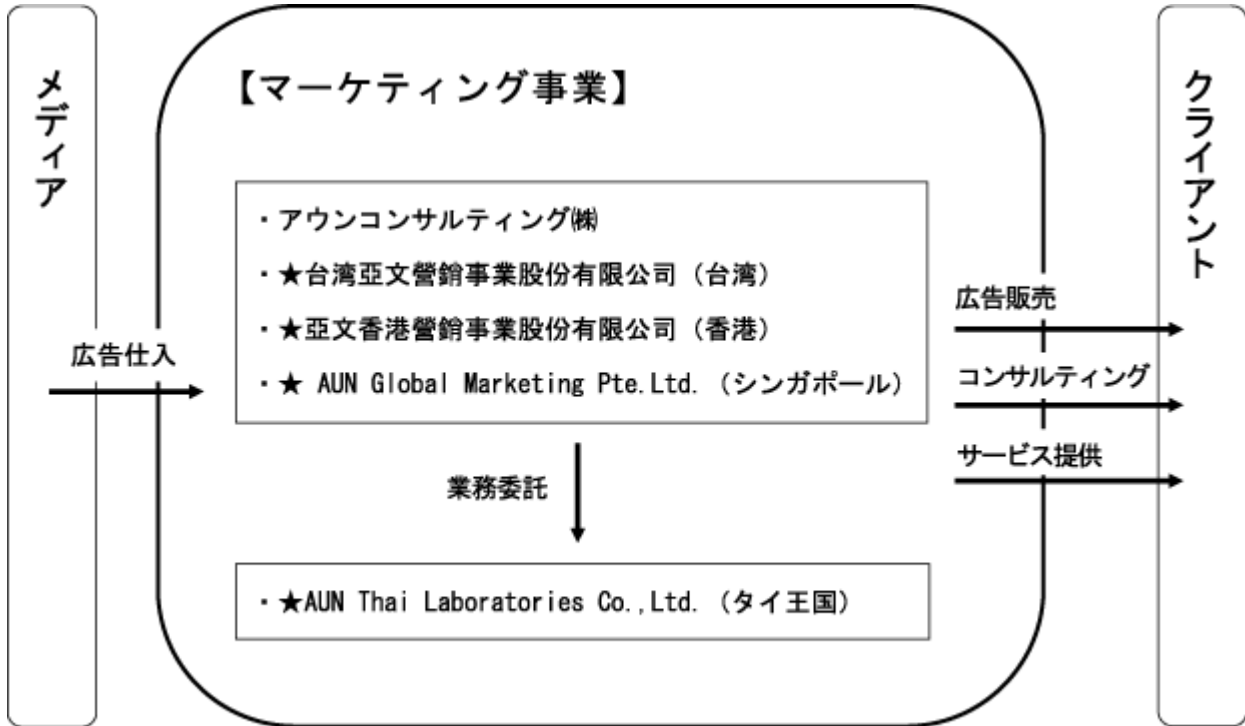 メディア
広告仕入
【マーケティング事業】
・アウンコンサルティング㈱
・★台湾亞文營銷事業股份有限公司（台湾）
・★亞文香港營銷事業股份有限公司（香港）
・★ AUN Global Marketing Pte.Ltd.（シンガポール）
業務委託
・★AUN Thai Laboratories Co.,Ltd.（タイ王国）
広告販売
コンサルティング
サービス提供
クライアント